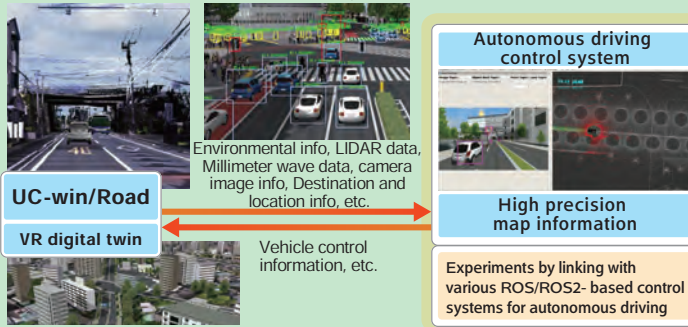 Environmental info, LIDAR data,
Millimeter wave data, camera
image info, Destination and
location info, etc.
UC-win/Road
VR digital twin
Vehicle control
information, etc.
Autonomous driving
control system
High precision
map information
Experiments by linking with
various ROS/ROS2- based control
systems for autonomous driving